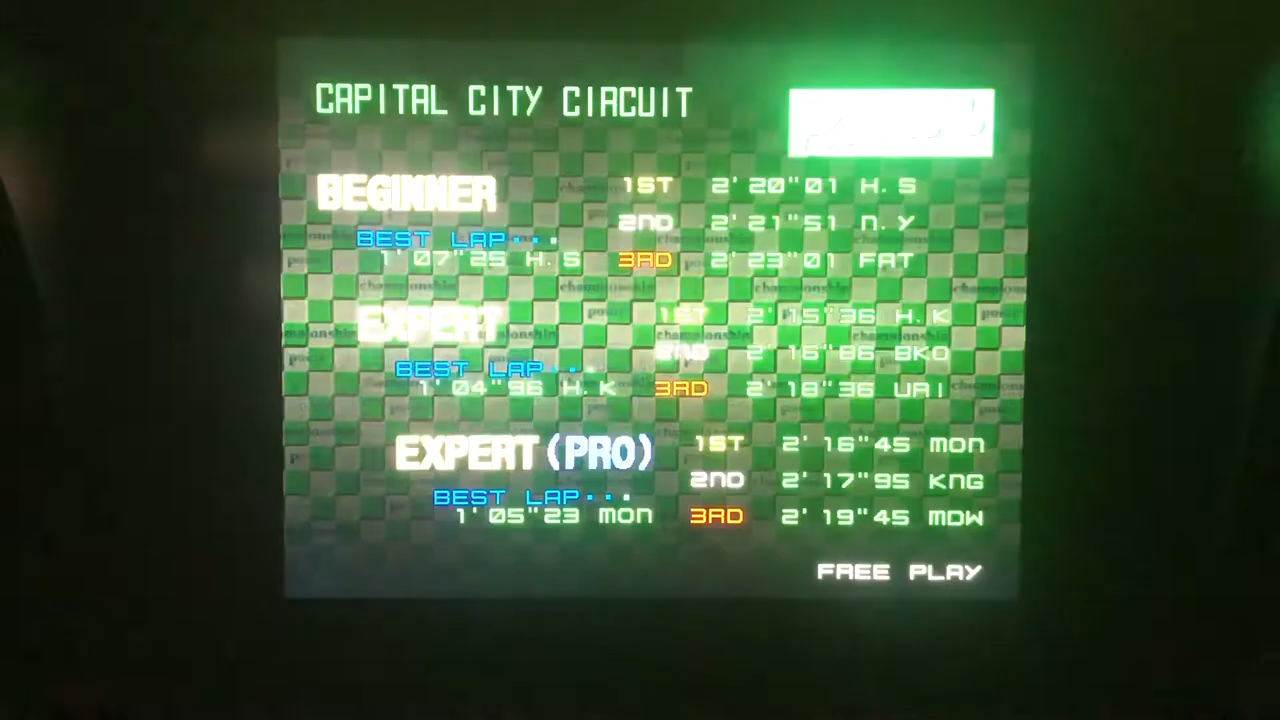 CAPITAL CITY CIRCUIT
BEGINNER
1ST 2'20"01 H.S
2ND 2'21"51 N.Y
BEST LAP...
1'07"25 H.S
3RD 2'23"01 FAT
EXPERT
1ST 2'15"36 H.K
2ND 2'16"86 BKO
BEST LAP...
1'04"96 H.K
3RD 2'18"36 URI
EXPERT(PRO)
1ST 2'16"45 MON
2ND 2'17"95 KNG
BEST LAP...
1'05"23 MON
3RD 2'19"45 MDW
FREE PLAY